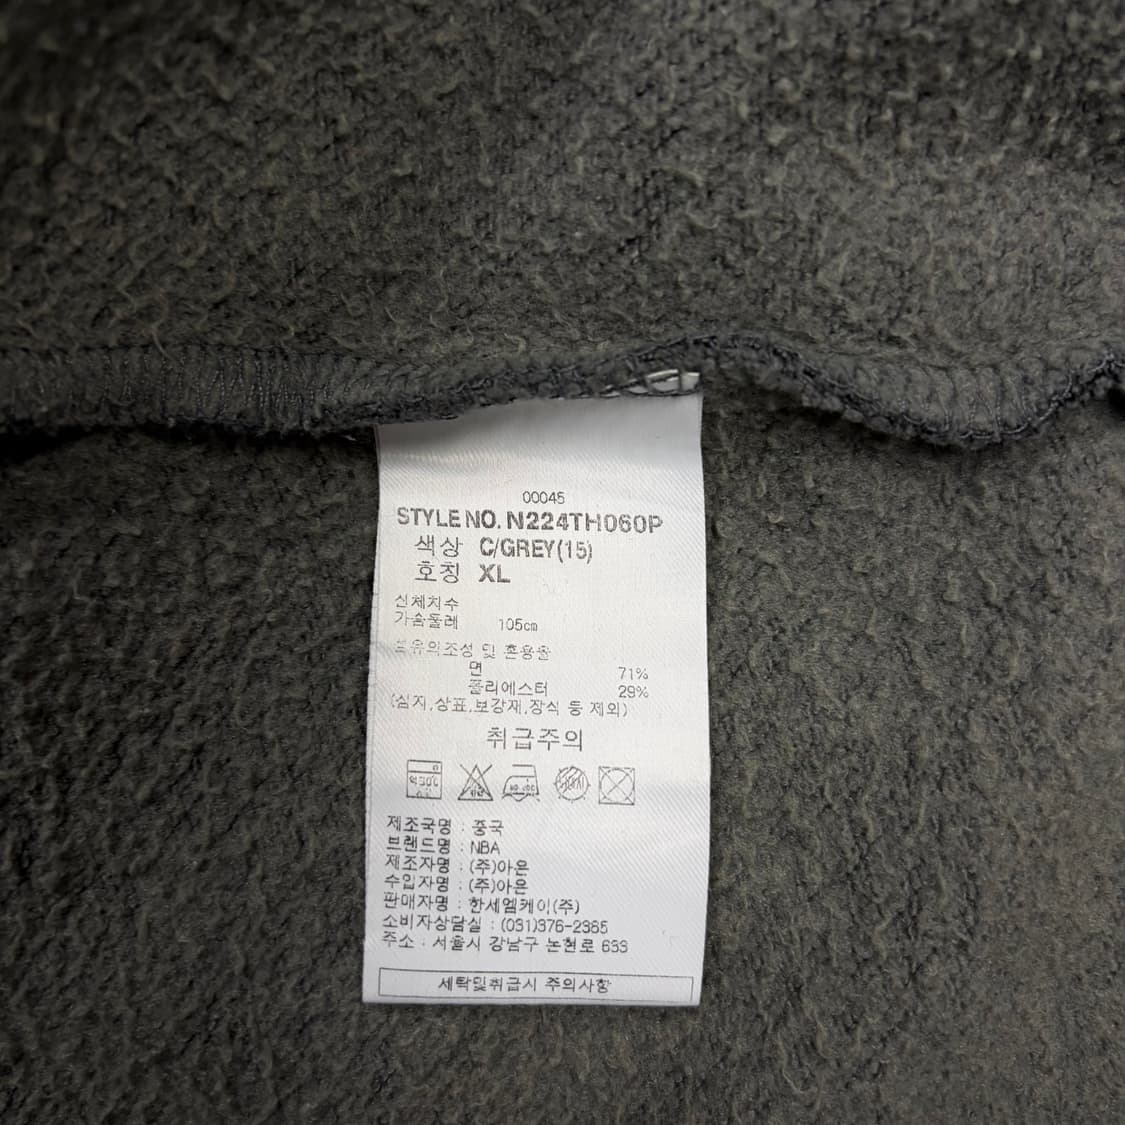 00045
STYLE NO. N224TH060P
색상 C/GREY(15)
호칭 XL
신체치수
가슴둘레 105cm
섬유의조성 및 혼용율
면 71%
폴리에스터 29%
(심지,상표,보강재,장식 등 제외)
취급주의
제조국명 : 중국
브랜드명 : NBA
제조자명 : (주)아은
수입자명 : (주)아은
판매자명 : 한세엠케이(주)
소비자상담실 : (031)376-2365
주소 : 서울시 강남구 논현로 633
세탁및취급시 주의사항